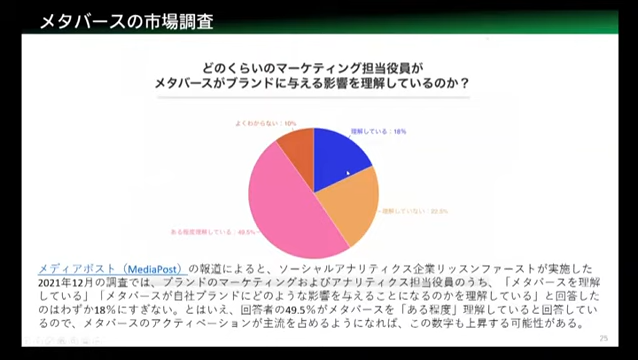 メタバースの市場調査
どのくらいのマーケティング担当役員が
メタバースがブランドに与える影響を理解しているのか？
よくわからない：10%
理解している：18%
理解していない：22.5%
ある程度理解している：49.5%
メディアポスト（MediaPost）の報道によると、ソーシャルアナリティクス企業リッスンファーストが実施した
2021年12月の調査では、ブランドのマーケティングおよびアナリティクス担当役員のうち、「メタバースを理解
している」「メタバースが自社ブランドにどのような影響を与えることになるのかを理解している」と回答した
のはわずか18％にすぎない。とはいえ、回答者の49.5％がメタバースを「ある程度」理解していると回答してい
るので、メタバースのアクティベーションが主流を占めるようになれば、この数字も上昇する可能性がある。
25